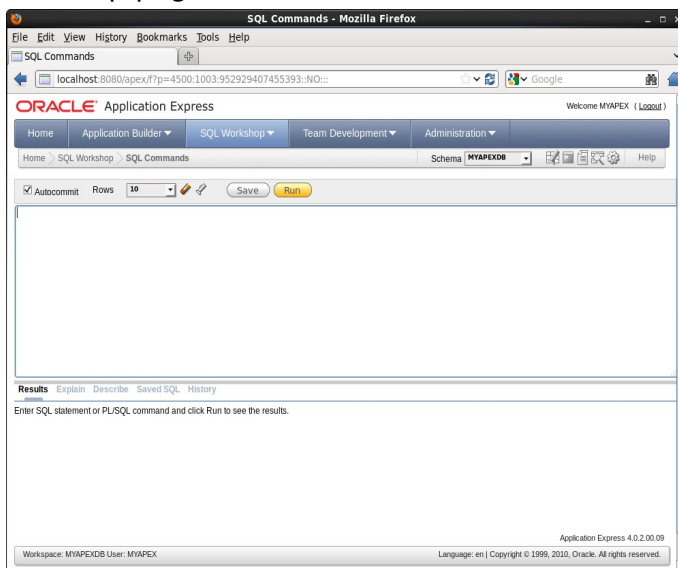 SQL Commands - Mozilla Firefox
File Edit View History Bookmarks Tools Help
SQL Commands
localhost:8080/apex/f?p=4500:1003:952929407455393::NO:::
Google
ORACLE Application Express
Welcome MYAPEX ( Logout )
Home Application Builder SQL Workshop Team Development Administration
Home SQL Workshop SQL Commands Schema MYAPEXDB Help
Autocommit Rows 10 Save Run
Results Explain Describe Saved SQL History
Enter SQL statement or PL/SQL command and click Run to see the results.
Application Express 4.0.2.00.09
Workspace: MYAPEXDB User: MYAPEX Language: en | Copyright © 1999, 2010, Oracle. All rights reserved.